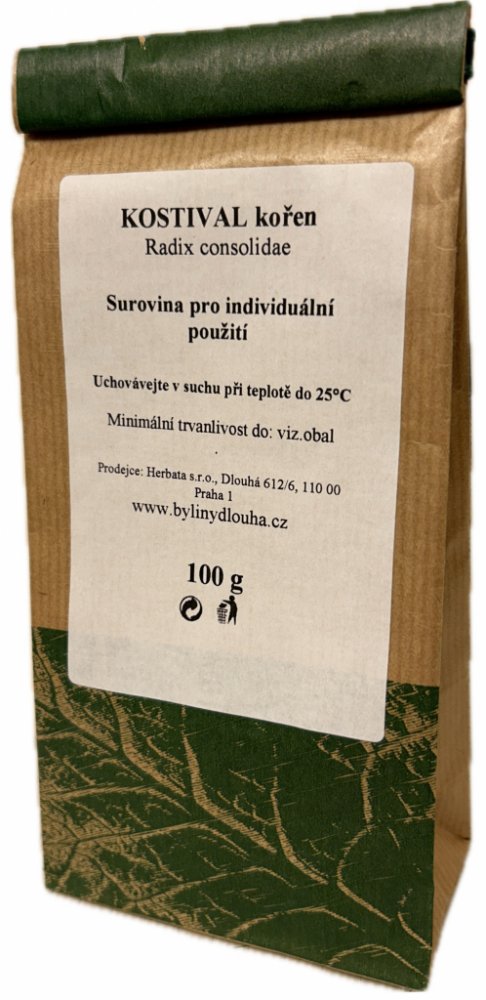 KOSTIVAL kořen
Radix consolidae
Surovina pro individuální
použití
Uchovávejte v suchu při teplotě do 25°C
Minimální trvanlivost do: viz.obal
.
Prodejce: Herbata s.r.o., Dlouhá 612/6, 110 00
Praha 1
www.bylinydlouha.cz
100 g